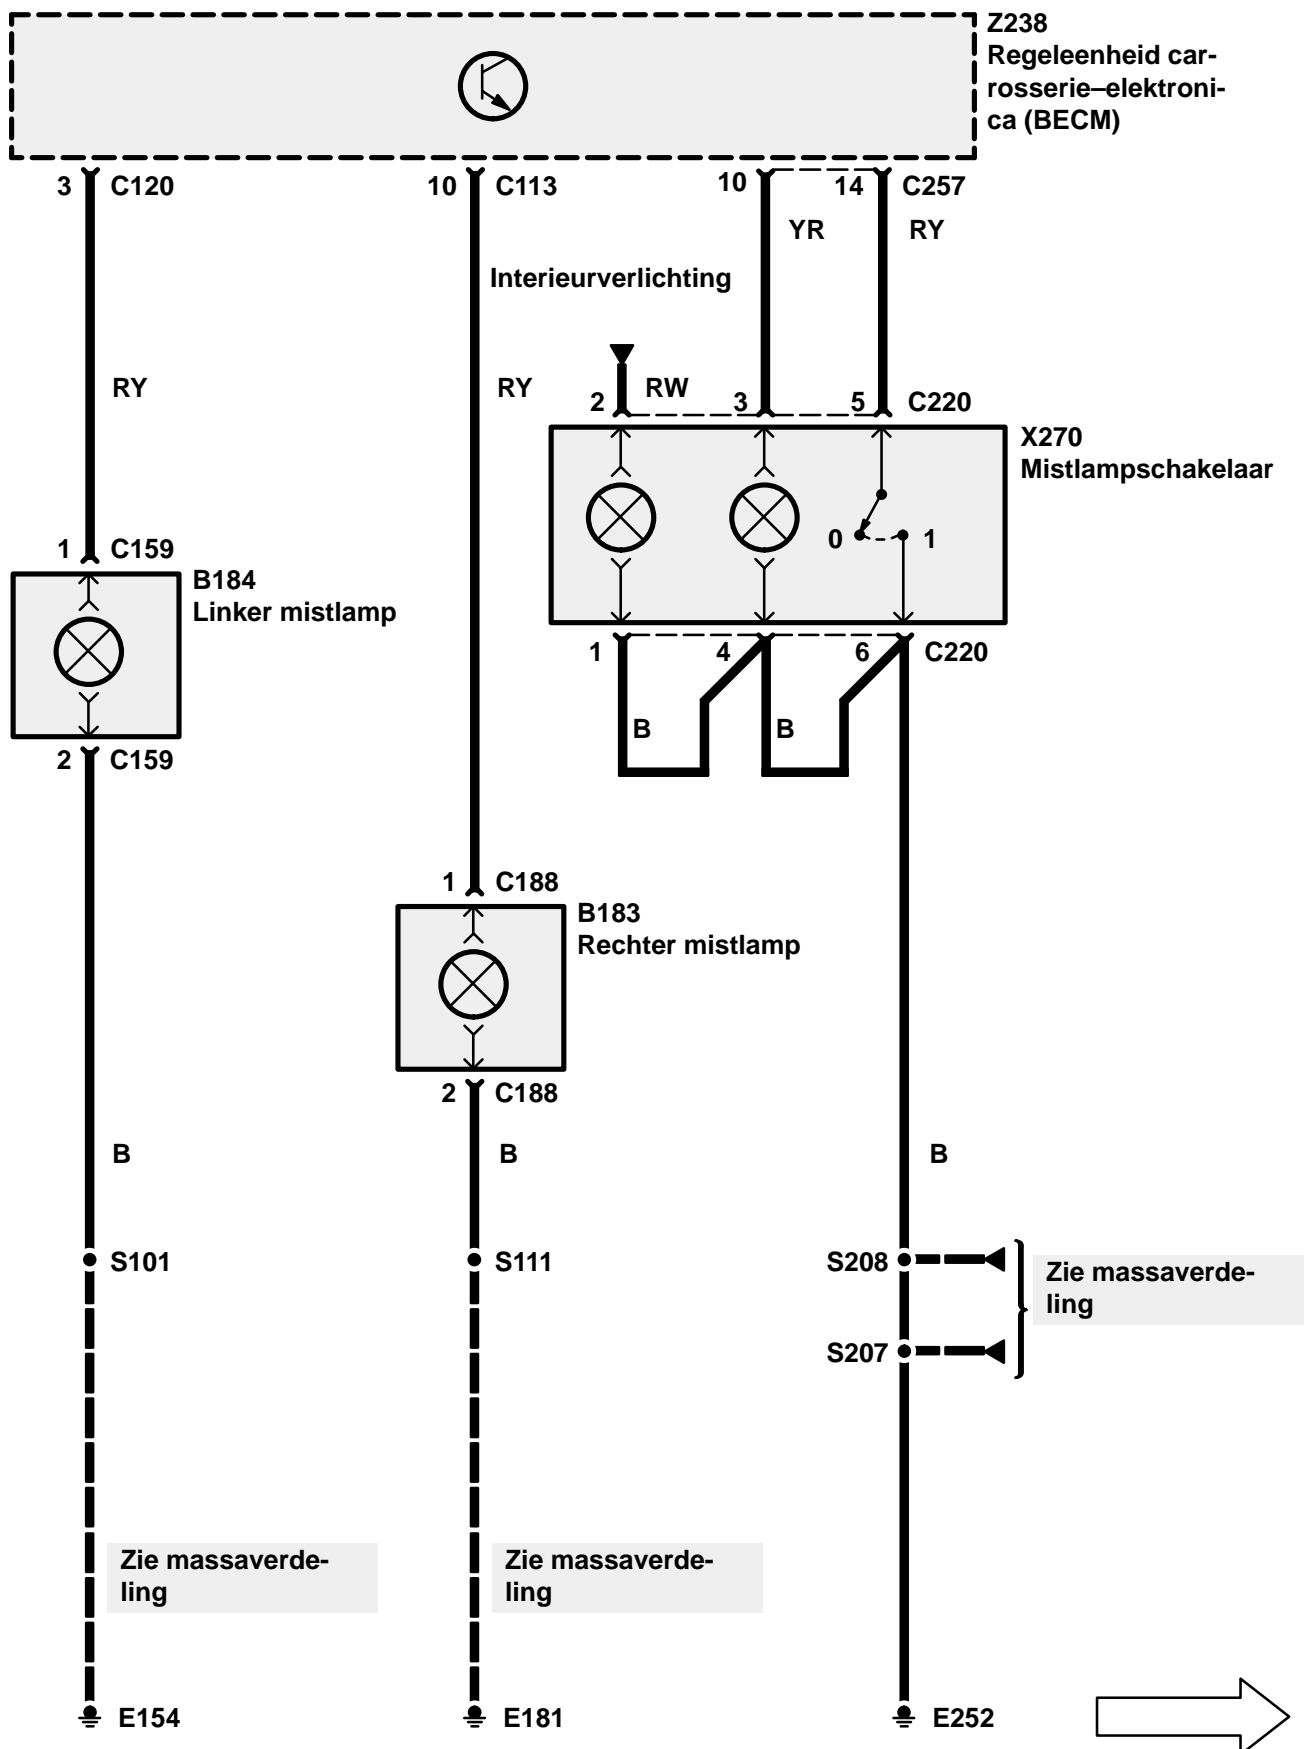 Z238
Regeleenheid car-
rosserie–elektroni-
ca (BECM)
3 C120
10 C113
10 14 C257
YR RY
Interieurverlichting
RY
RY
RW
2 3 5 C220
X270
Mistlampschakelaar
0 1
1 C159
B184
Linker mistlamp
1 4 6 C220
B B
2 C159
1 C188
B183
Rechter mistlamp
2 C188
B B B
S101 S111 S208
Zie massaverde-
ling
S207
Zie massaverde-
ling
Zie massaverde-
ling
E154 E181 E252